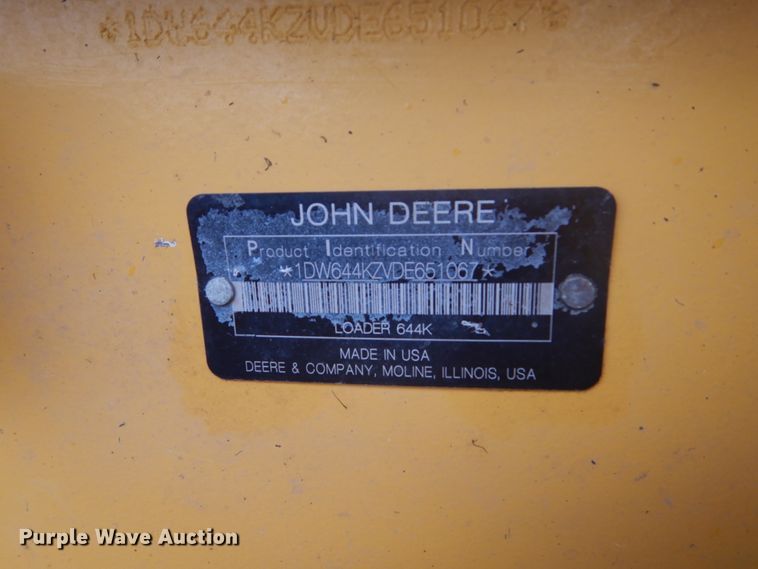 *1DW644KZVDE651067*
JOHN DEERE
Product Identification Number
*1DW644KZVDE651067*
LOADER 644K
MADE IN USA
DEERE & COMPANY, MOLINE, ILLINOIS, USA
Purple Wave Auction